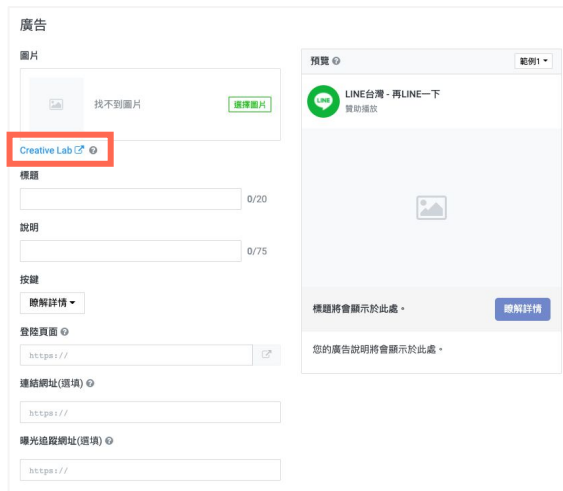 廣告
圖片
找不到圖片
選擇圖片
Creative Lab
標題
0/20
說明
0/75
按鍵
瞭解詳情
登陸頁面
https://
連結網址(選填)
https://
曝光追蹤網址(選填)
https://
預覽
範例1
LINE
LINE台灣 - 再LINE一下
贊助播放
標題將會顯示於此處。
瞭解詳情
您的廣告說明將會顯示於此處。